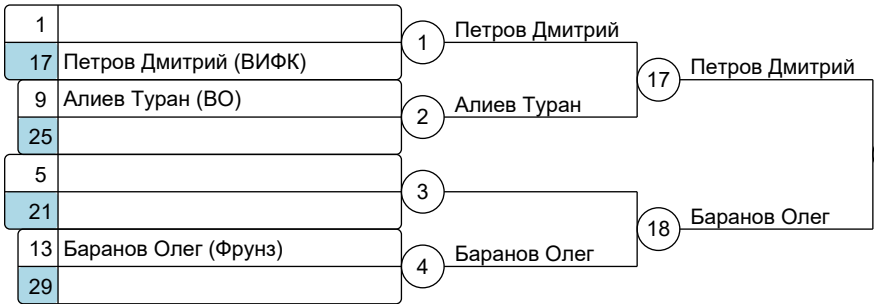 1
17 Петров Дмитрий (ВИФК)
9 Алиев Туран (ВО)
25
5
21
13 Баранов Олег (Фрунз)
29
1 Петров Дмитрий
2 Алиев Туран
3
4 Баранов Олег
17 Петров Дмитрий
18 Баранов Олег